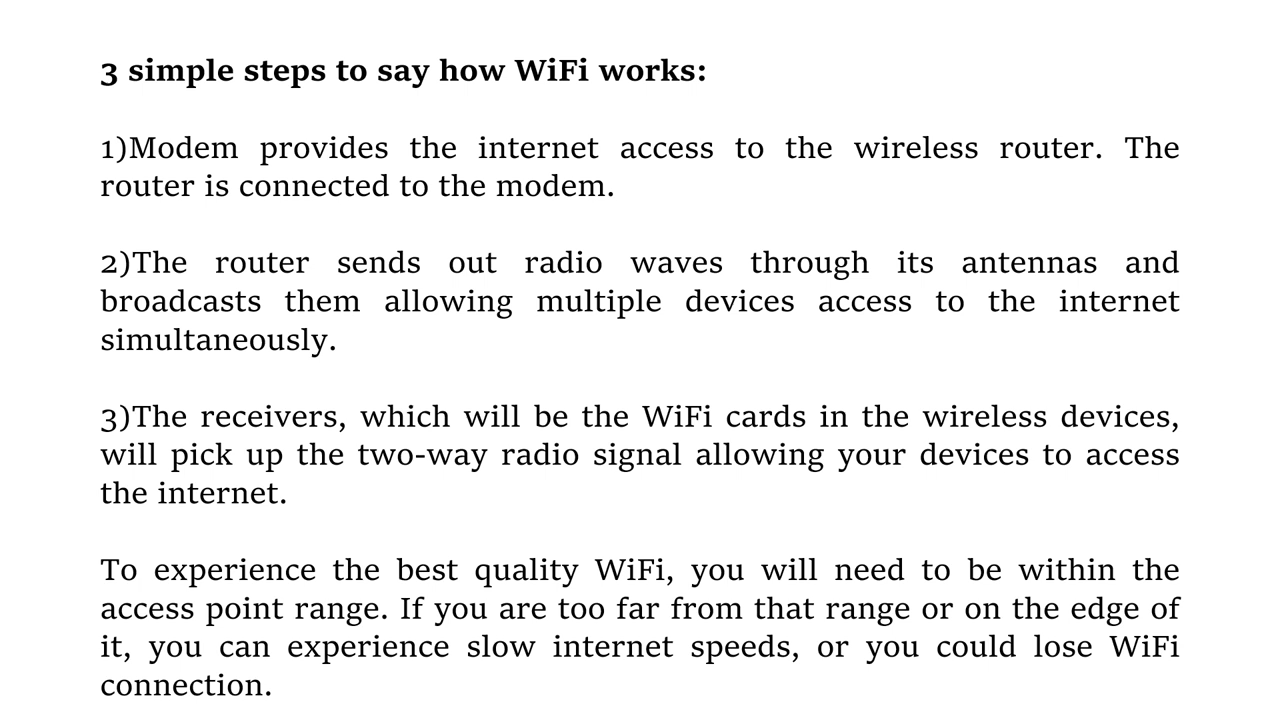 3 simple steps to say how WiFi works:
1)Modem provides the internet access to the wireless router. The
router is connected to the modem.
2)The router sends out radio waves through its antennas and
broadcasts them allowing multiple devices access to the internet
simultaneously.
3)The receivers, which will be the WiFi cards in the wireless devices,
will pick up the two-way radio signal allowing your devices to access
the internet.
To experience the best quality WiFi, you will need to be within the
access point range. If you are too far from that range or on the edge of
it, you can experience slow internet speeds, or you could lose WiFi
connection.